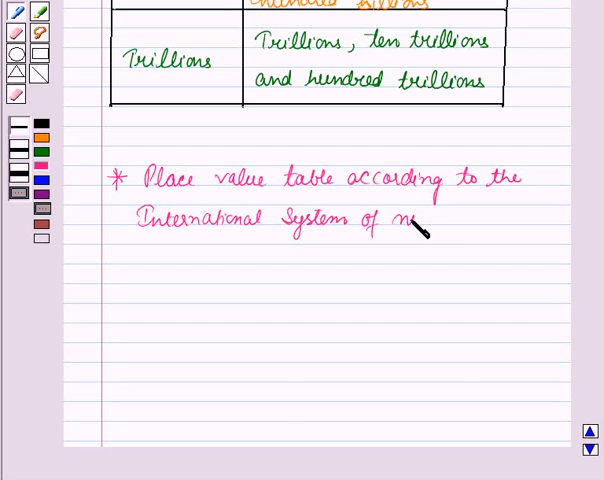 Trillions
Trillions, ten trillions
and hundred trillions
* Place value table according to the
International System of